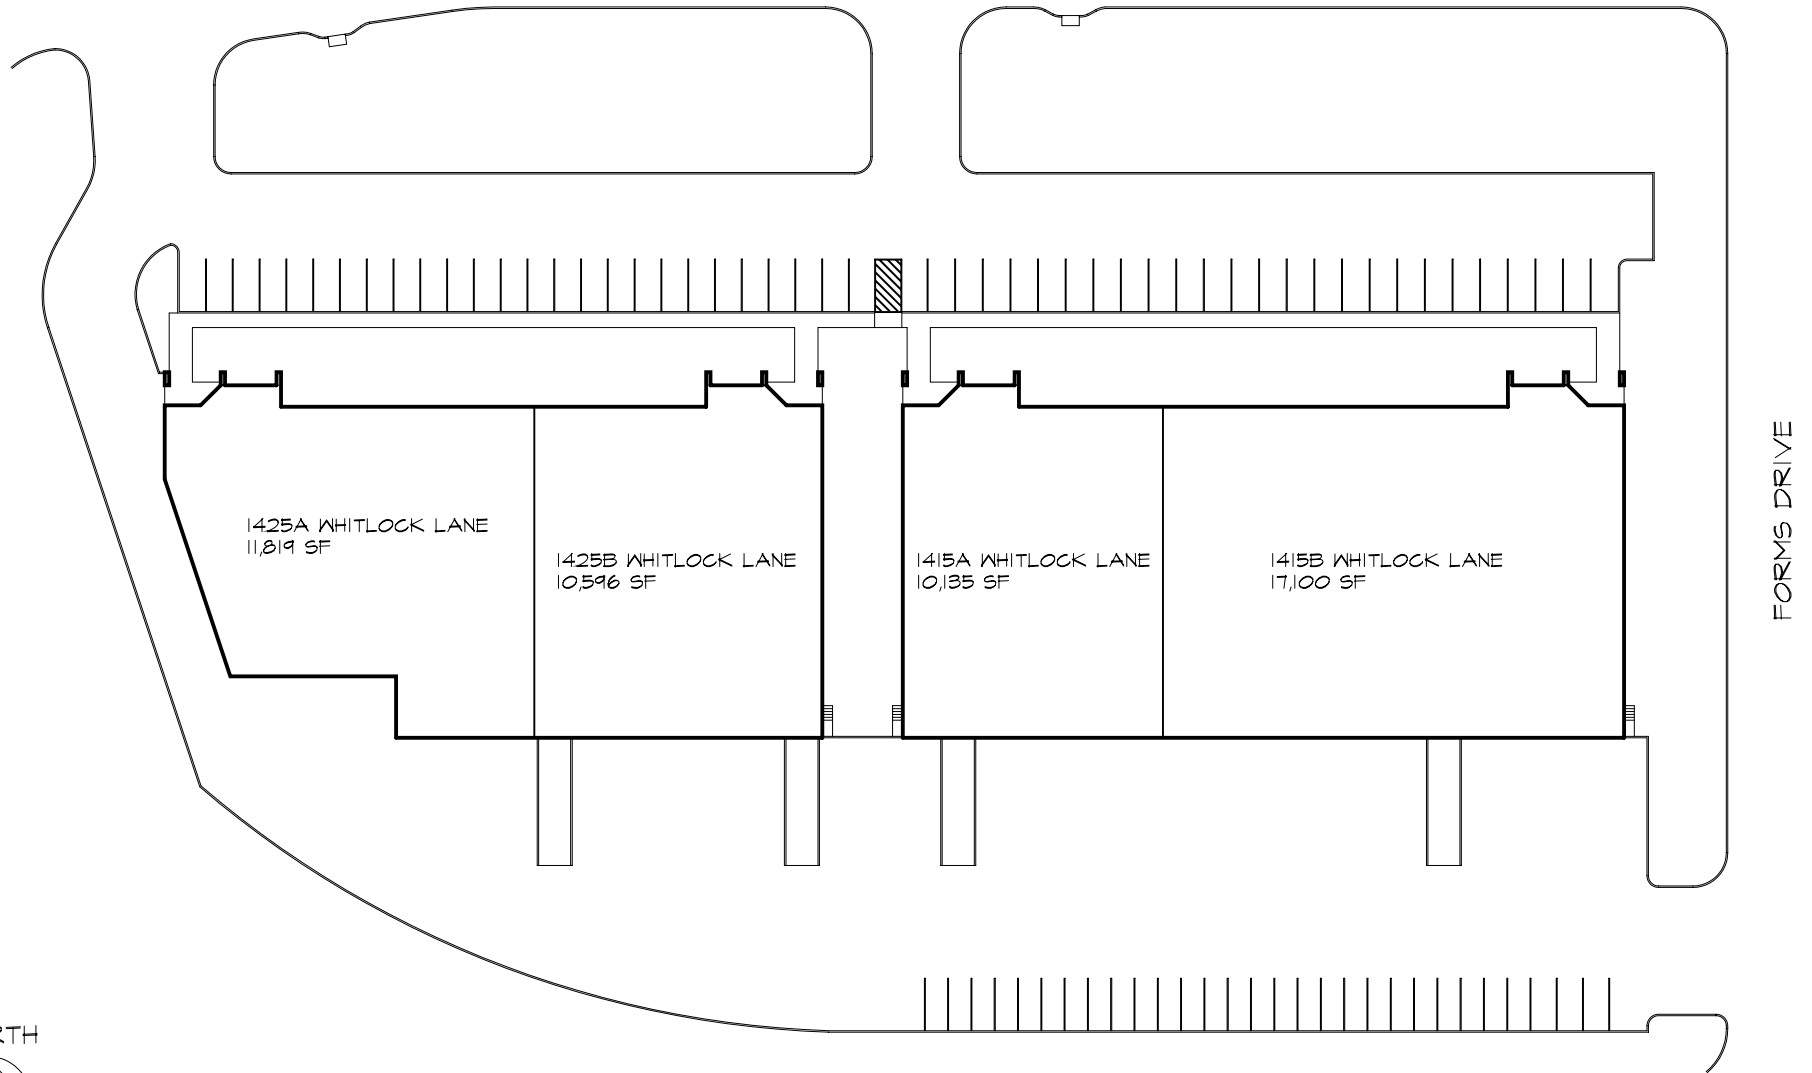 1425A WHITLOCK LANE
11,819 SF
1425B WHITLOCK LANE
10,596 SF
1415A WHITLOCK LANE
10,135 SF
1415B WHITLOCK LANE
17,100 SF
FORMS DRIVE
RTH